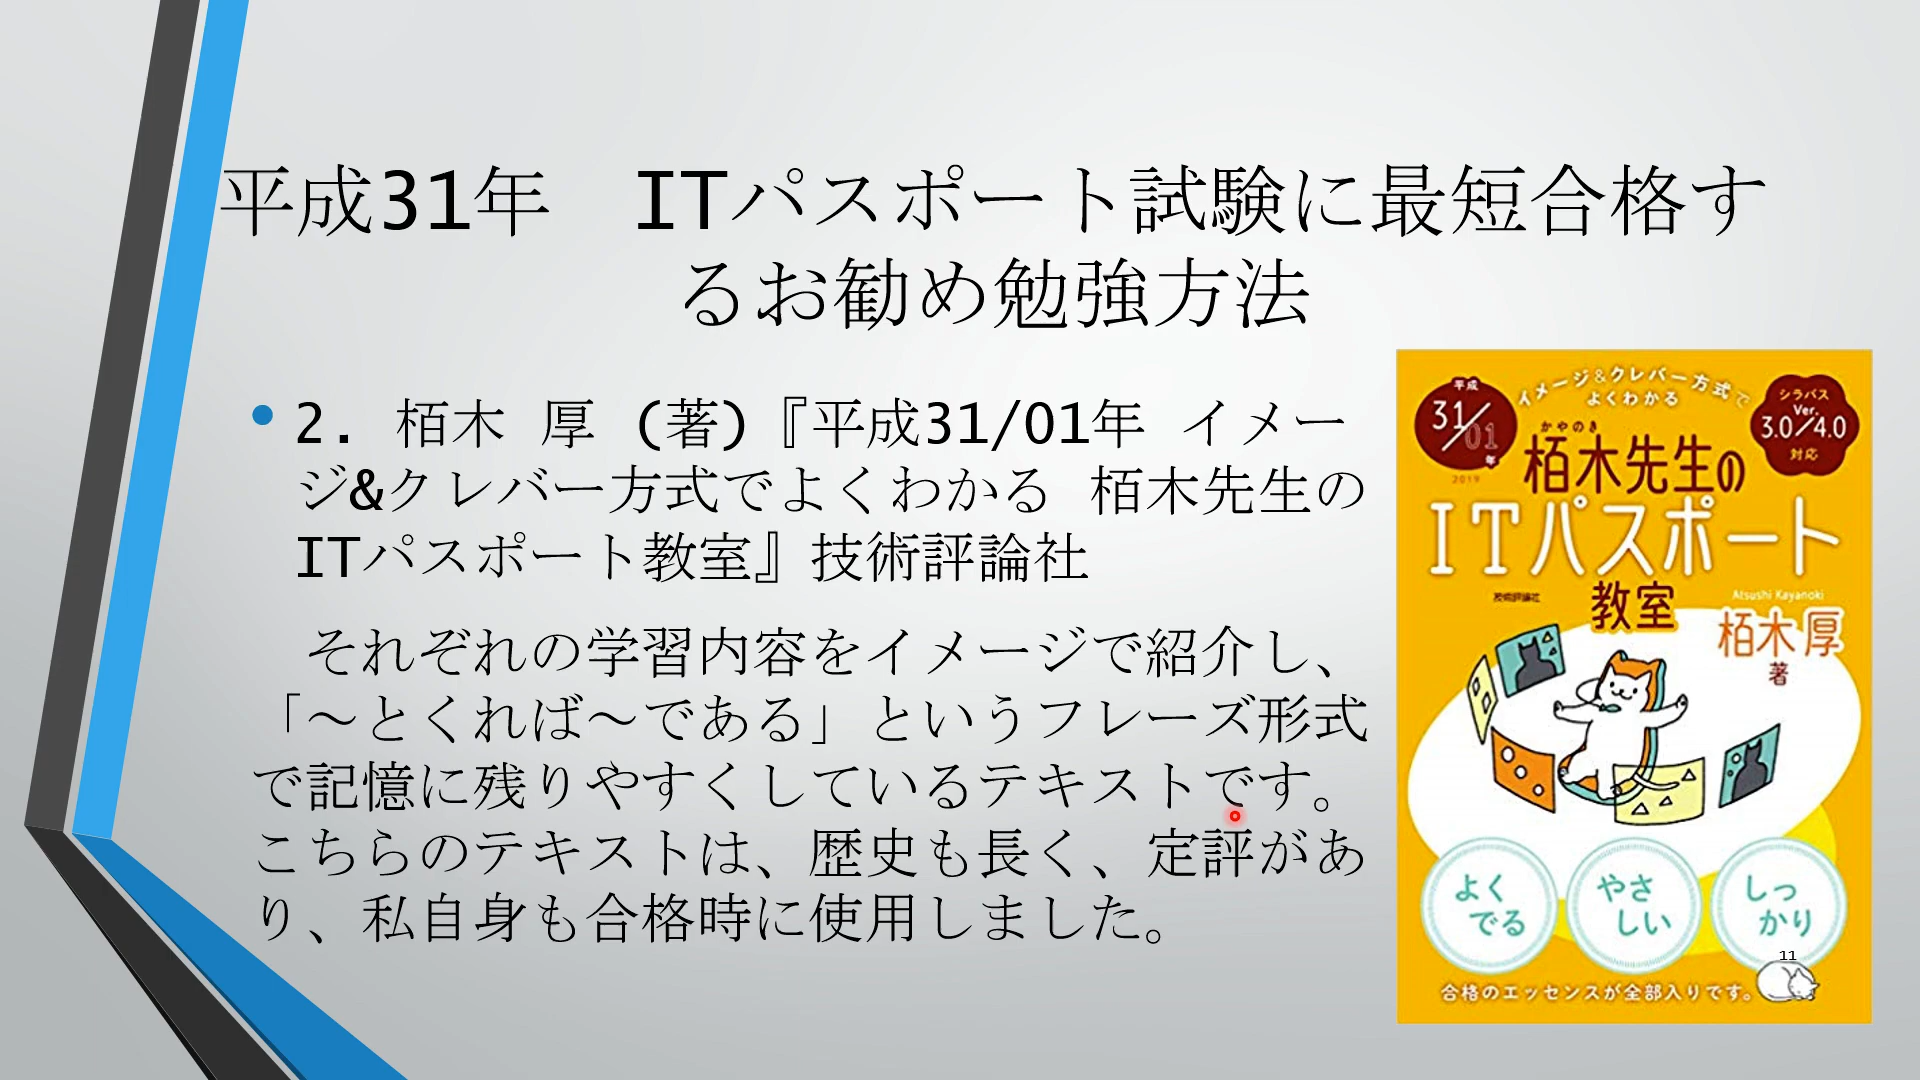 平成31年　ITパスポート試験に最短合格す
るお勧め勉強方法
• 2. 栢木 厚 (著)『平成31/01年 イメー
ジ&クレバー方式でよくわかる 栢木先生の
ITパスポート教室』技術評論社
それぞれの学習内容をイメージで紹介し、
「～とくれば～である」というフレーズ形式
で記憶に残りやすくしているテキストです。
こちらのテキストは、歴史も長く、定評があ
り、私自身も合格時に使用しました。
平成
31/01
年
2019
イメージ&クレバー方式で
よくわかる
シラバス
Ver.
3.0/4.0
対応
かやのき
栢木先生の
ITパスポート
教室
技術評論社
Atsushi Kayanoki
栢木 厚
著
よく
でる
やさ
しい
しっ
かり
11
合格のエッセンスが全部入りです。